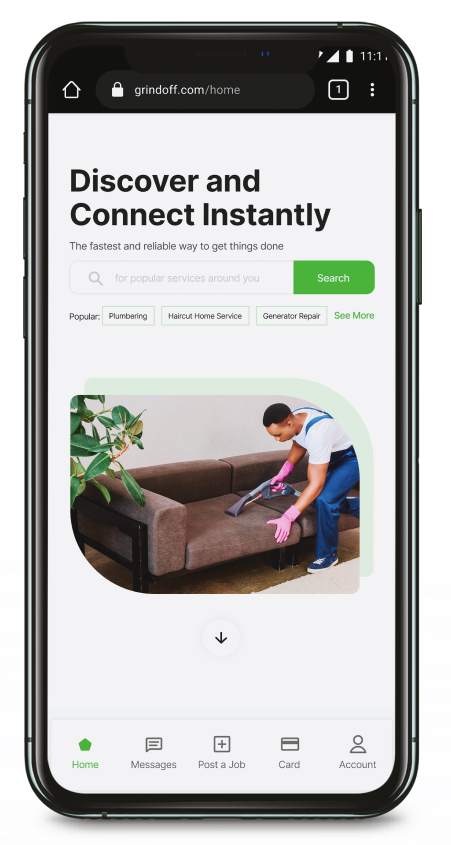 11:1
grindoff.com/home
1
Discover and
Connect Instantly
The fastest and reliable way to get things done
for popular services around you
Search
Popular: Plumbering Haircut Home Service Generator Repair See More
Home Messages Post a Job Card Account